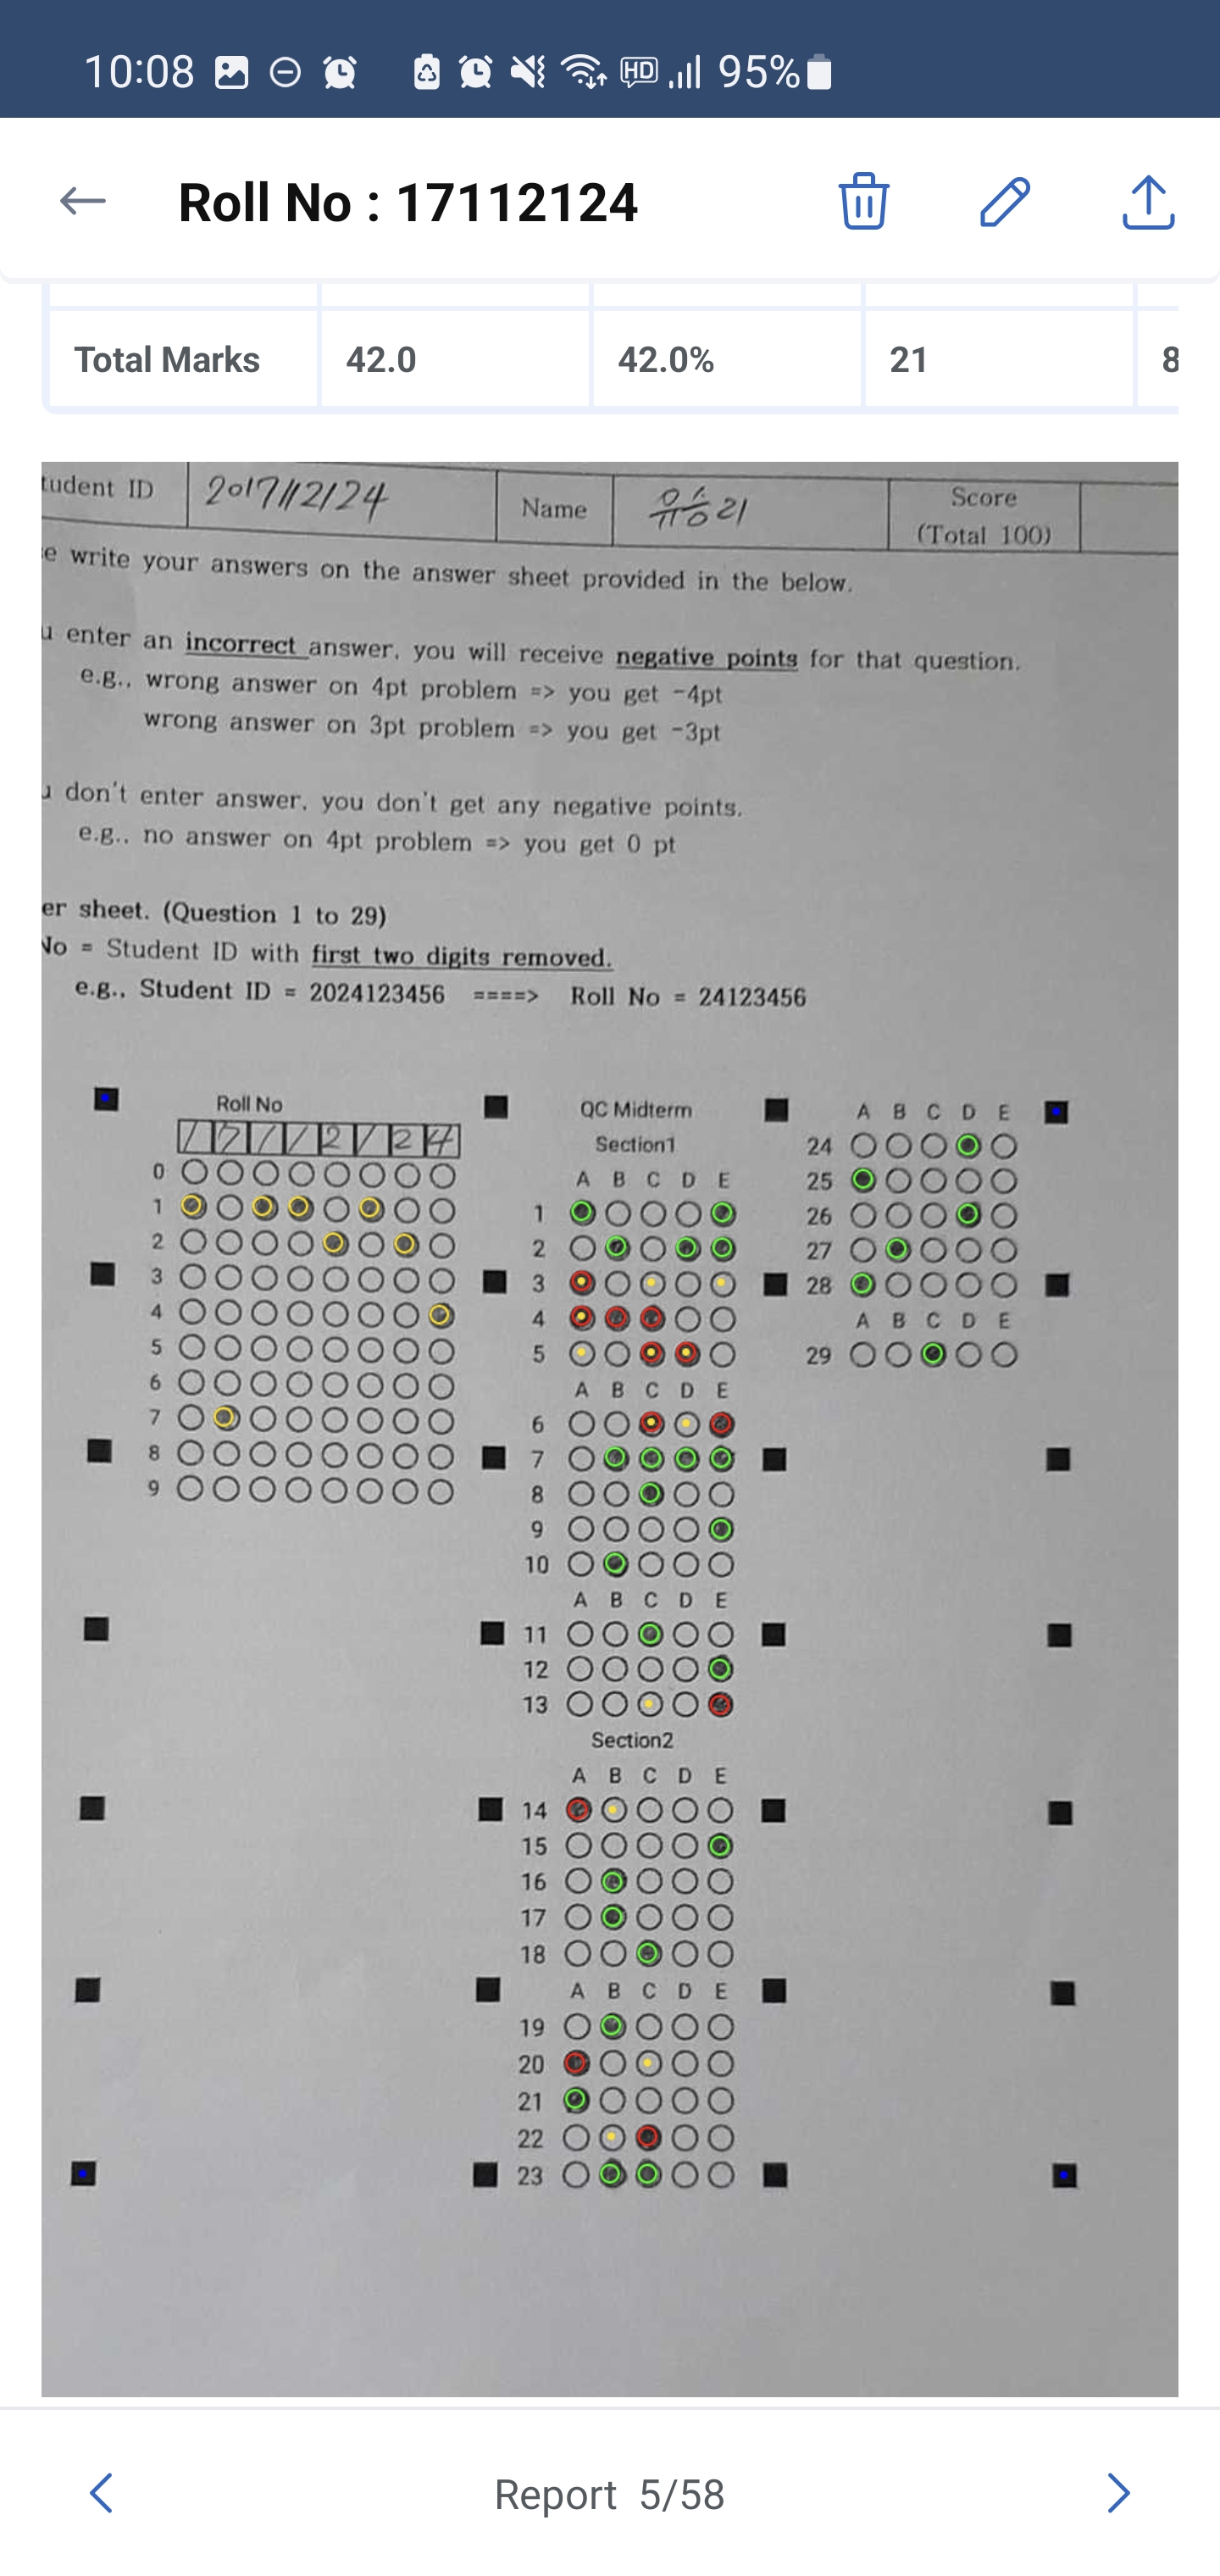 10:08 HD 95%
Roll No : 17112124
Total Marks 42.0 42.0% 21 8
tudent ID 2017112124 Name Score
(Total 100)
e write your answers on the answer sheet provided in the below.
u enter an incorrect answer, you will receive negative points for that question.
e.g., wrong answer on 4pt problem => you get -4pt
wrong answer on 3pt problem => you get -3pt
u don't enter answer, you don't get any negative points.
e.g., no answer on 4pt problem => you get 0 pt
er sheet. (Question 1 to 29)
No = Student ID with first two digits removed.
e.g., Student ID = 2024123456 ====> Roll No = 24123456
Roll No
1 7 1 1 2 1 2 4
0
1
2
3
4
5
6
7
8
9
QC Midterm
Section1
A B C D E
1
2
3
4
5
A B C D E
6
7
8
9
10
A B C D E
11
12
13
Section2
A B C D E
14
15
16
17
18
A B C D E
19
20
21
22
23
A B C D E
24
25
26
27
28
A B C D E
29
Report 5/58